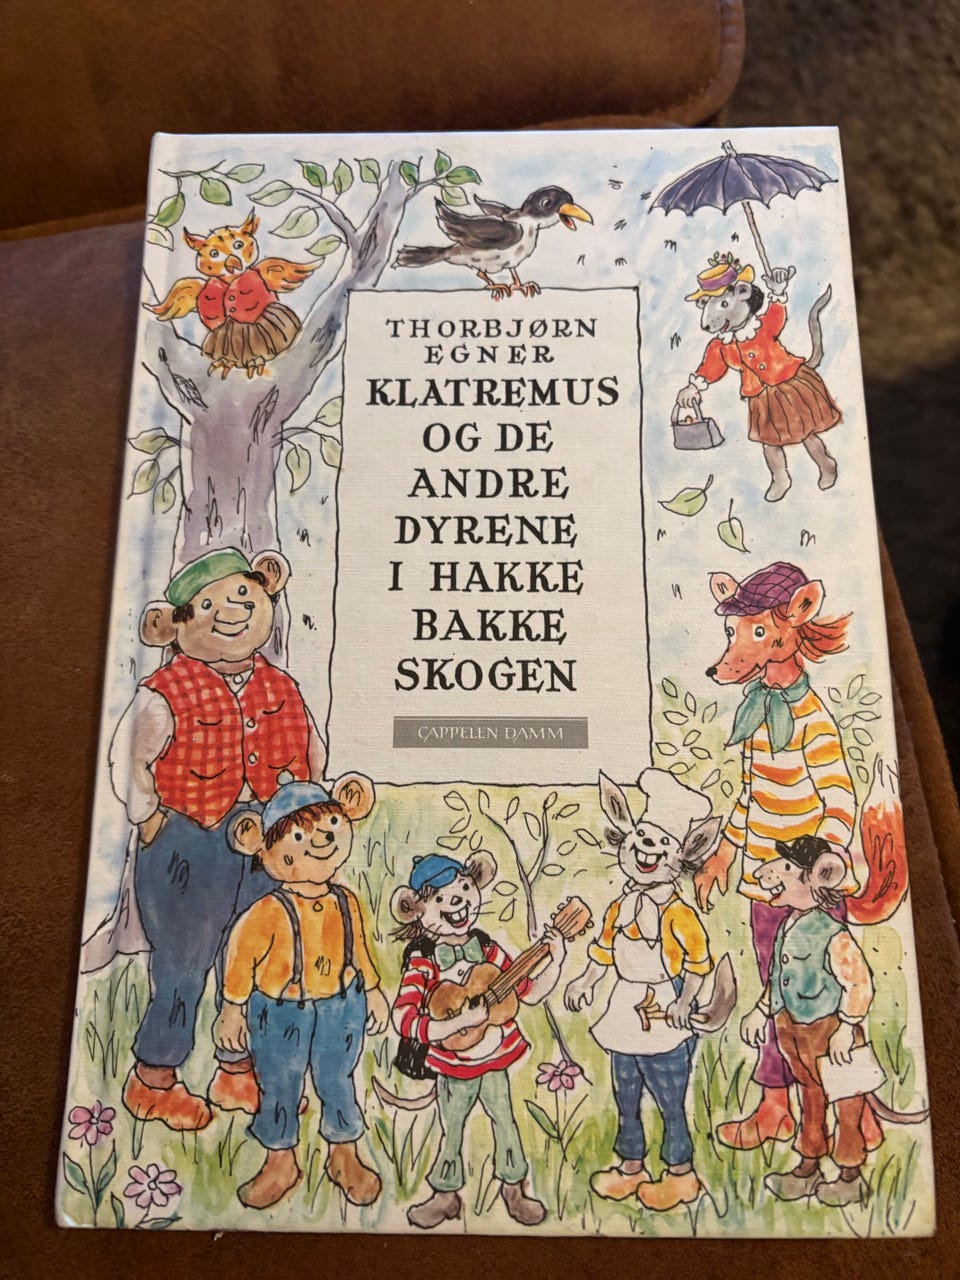 THORBJØRN
EGNER
KLATREMUS
OG DE
ANDRE
DYRENE
I HAKKE
BAKKE
SKOGEN
CAPPELEN DAMM